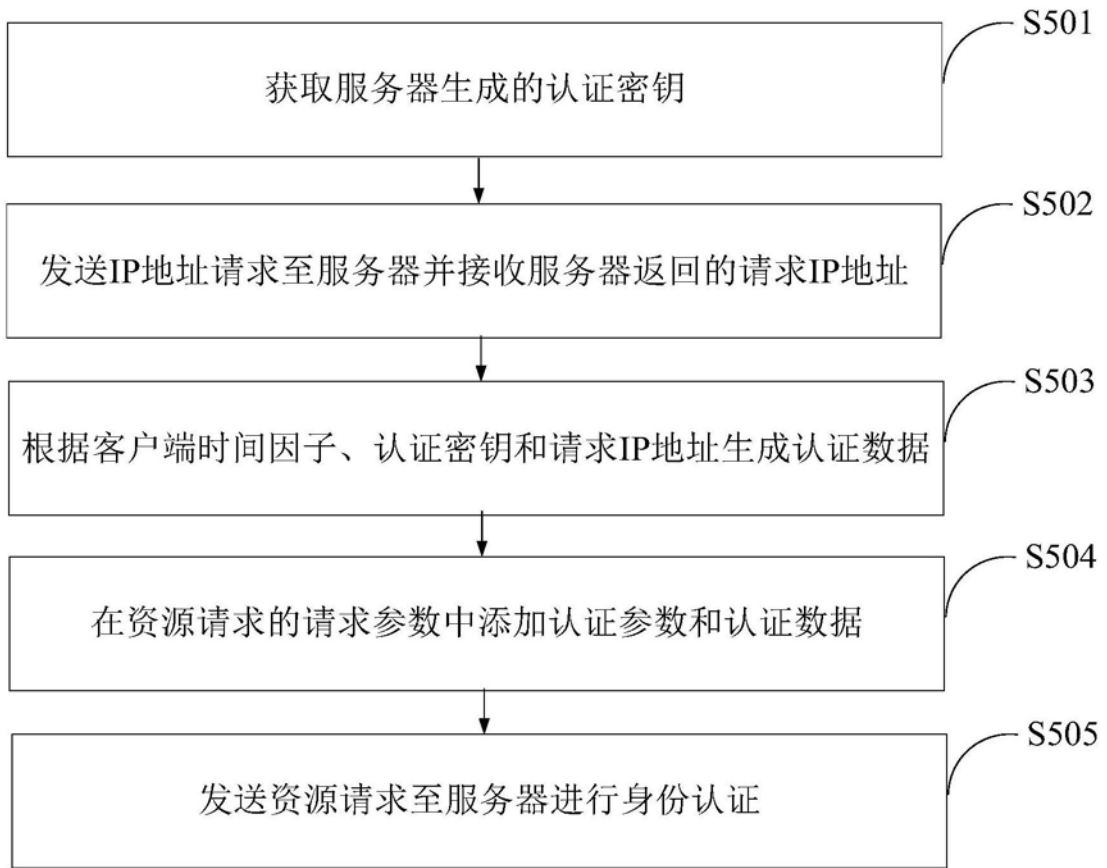 S501
获取服务器生成的认证密钥
S502
发送IP地址请求至服务器并接收服务器返回的请求IP地址
S503
根据客户端时间因子、认证密钥和请求IP地址生成认证数据
S504
在资源请求的请求参数中添加认证参数和认证数据
S505
发送资源请求至服务器进行身份认证